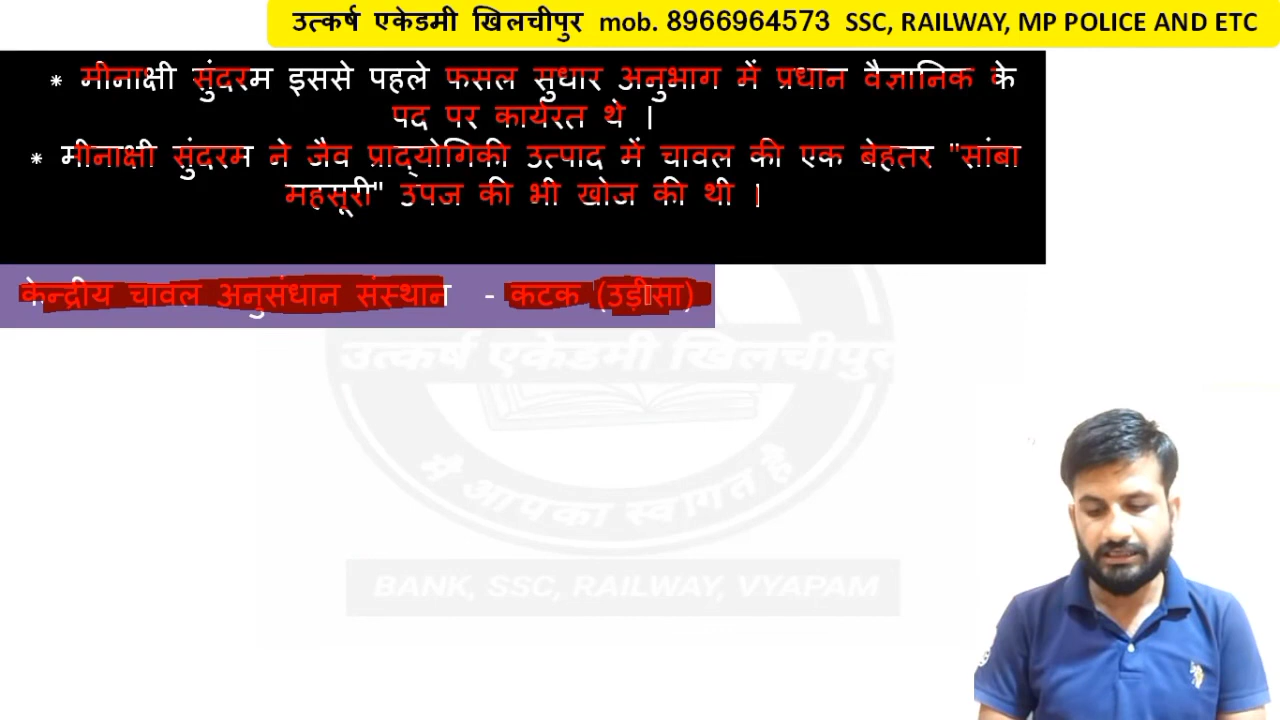 उत्कर्ष एकेडमी खिलचीपुर mob. 8966964573 SSC, RAILWAY, MP POLICE AND ETC
* मीनाक्षी सुंदरम इससे पहले फसल सुधार अनुभाग में प्रधान वैज्ञानिक के
पद पर कार्यरत थे |
* मीनाक्षी सुंदरम ने जैव प्राद्योगिकी उत्पाद में चावल की एक बेहतर "सांबा
महसूरी" उपज की भी खोज की थी |
केन्द्रीय चावल अनुसंधान संस्थान - कटक (उड़ीसा)
उत्कर्ष एकेडमी खिलचीपुर
में आपका स्वागत है
BANK, SSC, RAILWAY, VYAPAM